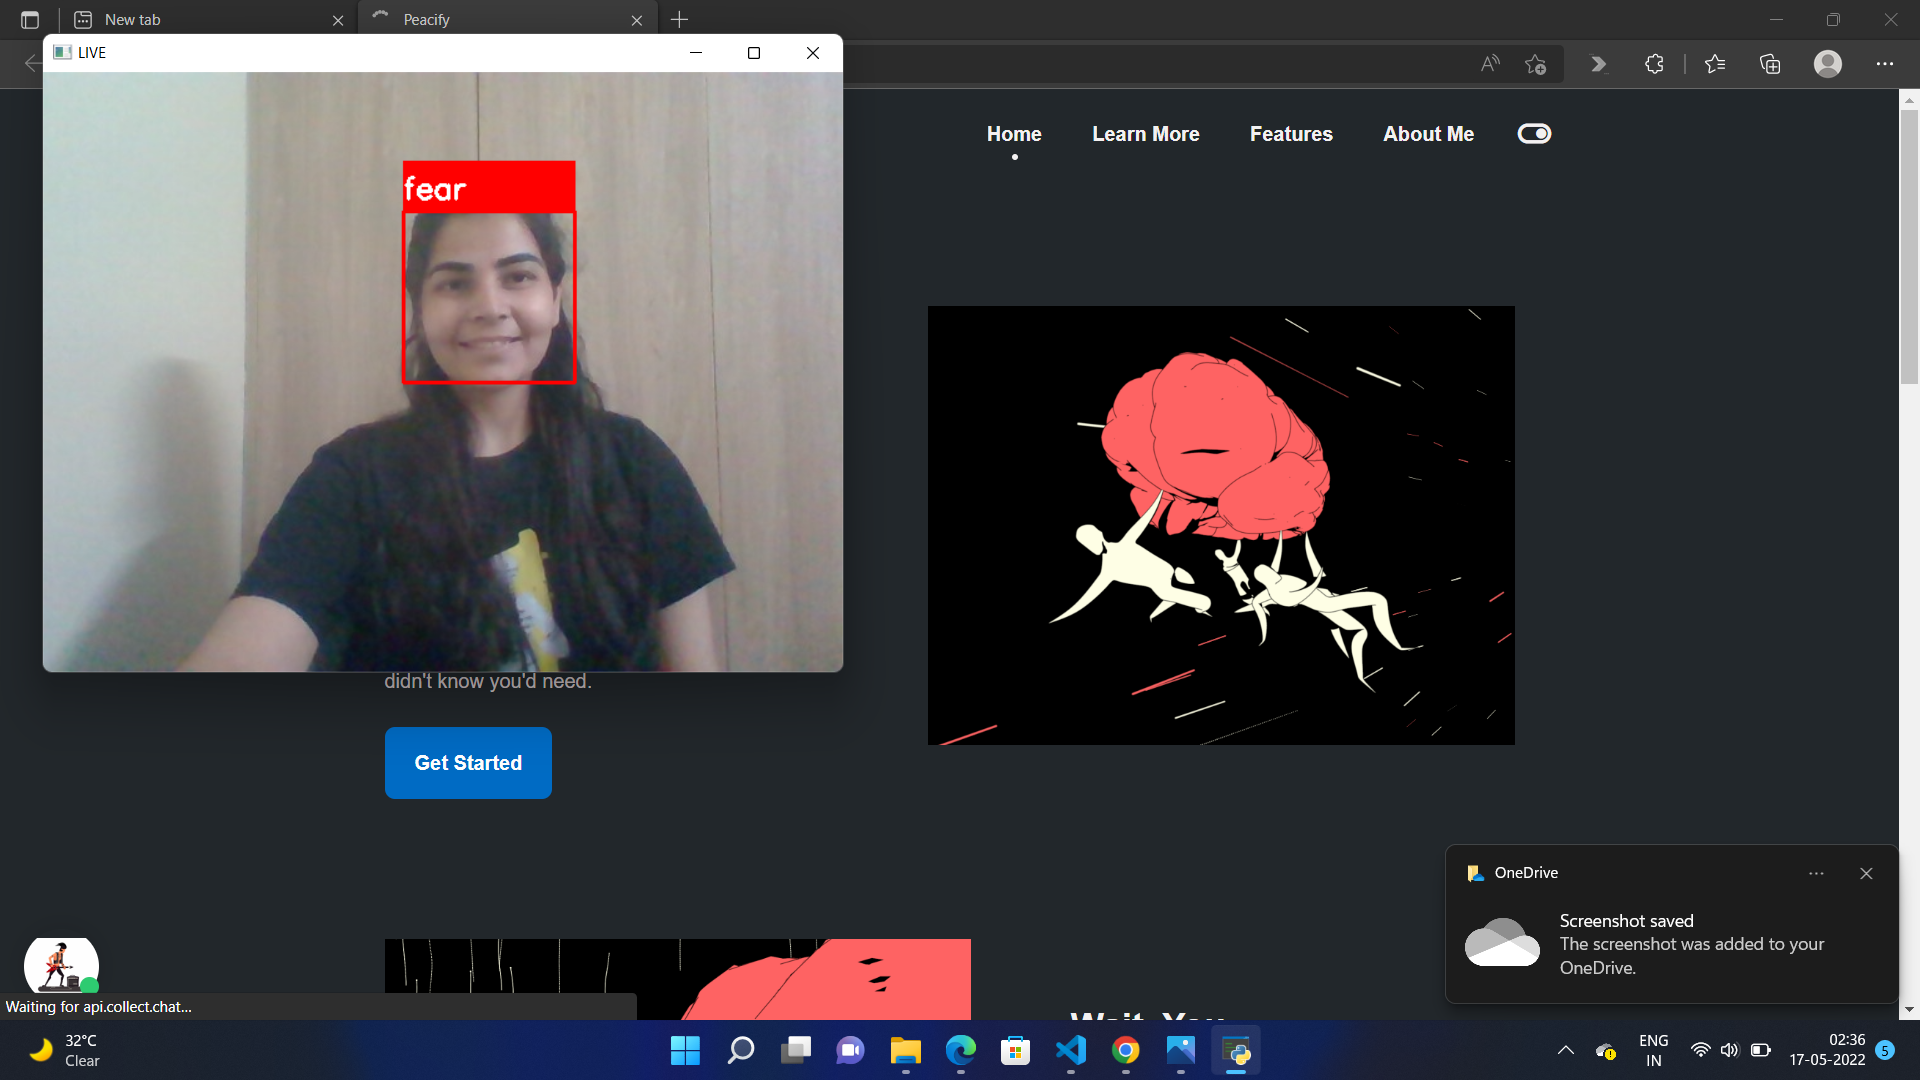 New tab
Peacify
LIVE
Home
Learn More
Features
About Me
fear
didn't know you'd need.
Get Started
OneDrive
Screenshot saved
The screenshot was added to your
OneDrive.
Waiting for api.collect.chat...
32°C
Clear
ENG
IN
02:36
17-05-2022
5